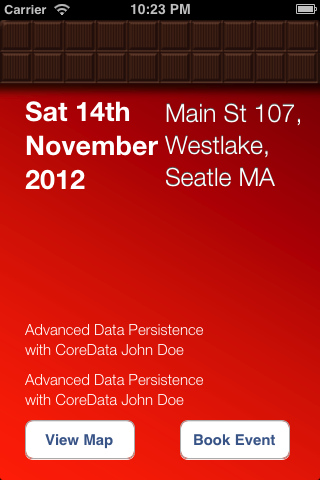 Carrier 10:23 PM
Sat 14th
November
2012
Main St 107,
Westlake,
Seatle MA
Advanced Data Persistence
with CoreData John Doe
Advanced Data Persistence
with CoreData John Doe
View Map
Book Event